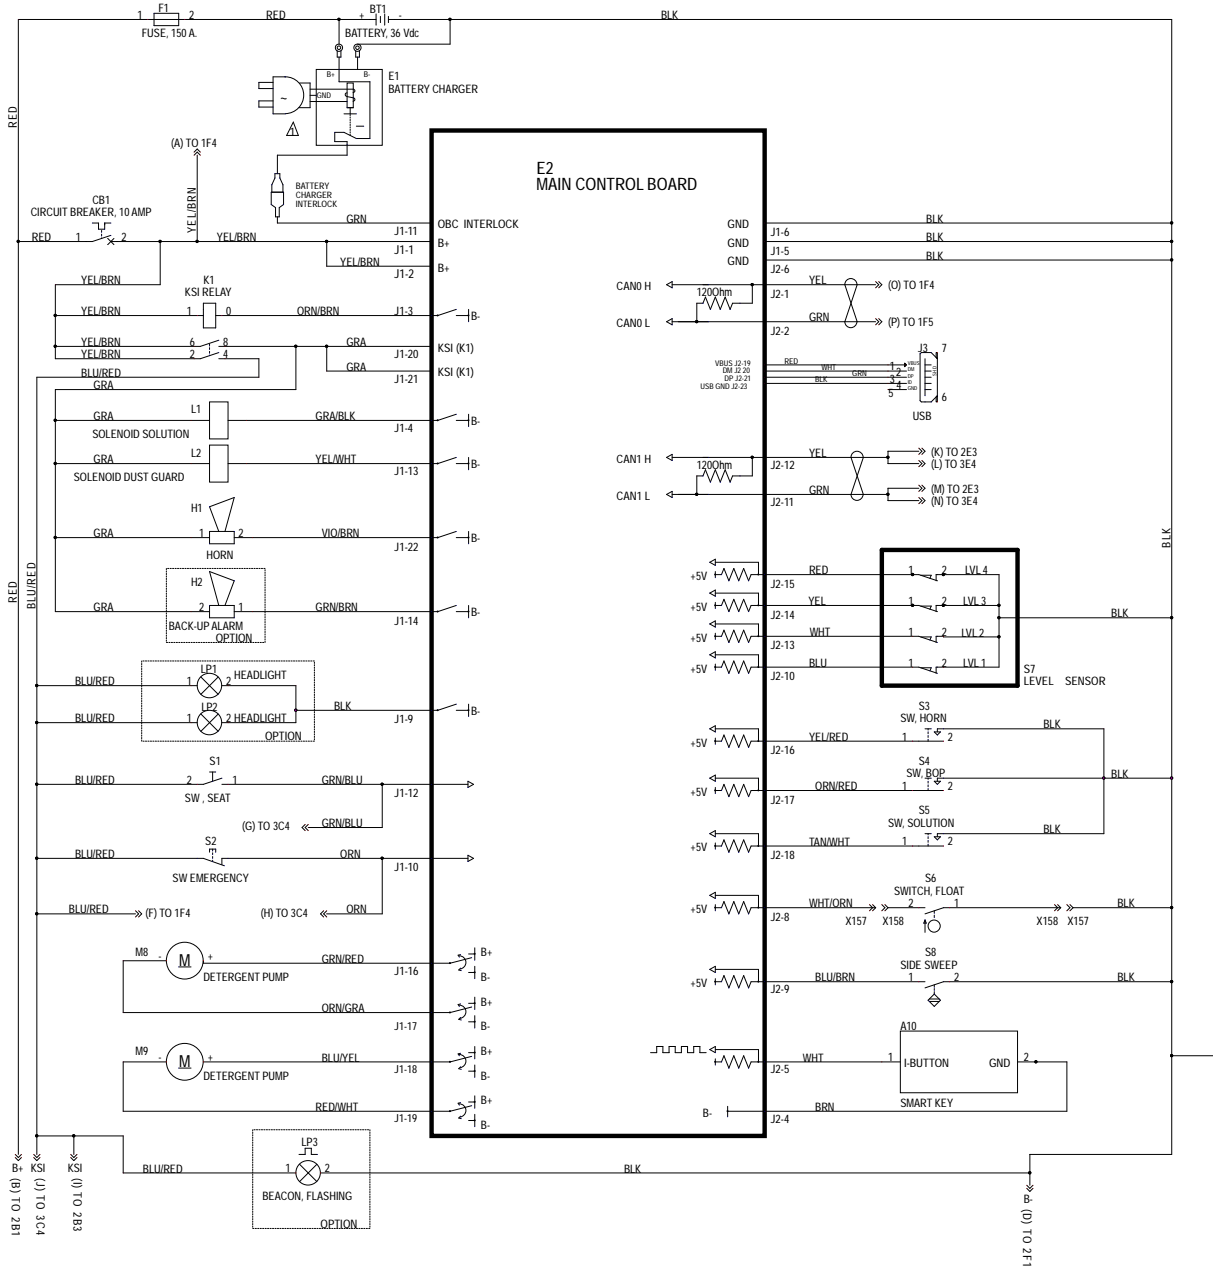 F1
1 2 RED
FUSE, 150 A.
BT1
+ -
BATTERY, 36 Vdc
BLK
RED
B+ B-
GND
~
1
E1
BATTERY CHARGER
(A) TO 1F4
YEL/BRN
BATTERY
CHARGER
INTERLOCK
E2
MAIN CONTROL BOARD
CB1
CIRCUIT BREAKER, 10 AMP
RED 1 2 YEL/BRN
GRN J1-11 OBC INTERLOCK
J1-1 B+
YEL/BRN J1-2 B+
YEL/BRN
K1
KSI RELAY
YEL/BRN 1 0 ORN/BRN J1-3 B-
YEL/BRN 6 8 GRA J1-20 KSI (K1)
YEL/BRN 2 4
BLU/RED GRA J1-21 KSI (K1)
GRA
GRA L1 GRA/BLK J1-4 B-
SOLENOID SOLUTION
GRA L2 YEL/WHT J1-13 B-
SOLENOID DUST GUARD
H1
GRA 1 2 VIO/BRN J1-22 B-
HORN
H2
GRA 2 1 GRN/BRN J1-14 B-
BACK-UP ALARM
OPTION
RED
BLU/RED
LP1
BLU/RED 1 2 HEADLIGHT
LP2
BLU/RED 1 2 HEADLIGHT
OPTION
BLK J1-9 B-
S1
BLU/RED 2 1 GRN/BLU J1-12
SW , SEAT
(G) TO 3C4 GRN/BLU
S2
BLU/RED ORN J1-10
SW EMERGENCY
BLU/RED (F) TO 1F4 (H) TO 3C4 ORN
M8 - M + GRN/RED J1-16 B+
B-
DETERGENT PUMP
ORN/GRA J1-17 B+
B-
M9 - M + BLU/YEL J1-18 B+
B-
DETERGENT PUMP
RED/WHT J1-19 B+
B-
LP3
BLU/RED 1 2 BLK
BEACON, FLASHING
OPTION
B+ (B) TO 2B1
KSI (J) TO 3C4
KSI (I) TO 2B3
GND J1-6 BLK
GND J1-5 BLK
GND J2-6 BLK
CAN0 H 120Ohm J2-1 YEL (O) TO 1F4
CAN0 L J2-2 GRN (P) TO 1F5
VBUS J2-19 RED 1 VBUS
DM J2 20 WHT 2 DM
DP J2-21 GRN 3 DP
USB GND J2-23 BLK 4 ID
5 GND
J3 7
SHD
6
USB
CAN1 H 120Ohm J2-12 YEL (K) TO 2E3
(L) TO 3E4
CAN1 L J2-11 GRN (M) TO 2E3
(N) TO 3E4
+5V J2-15 RED 1 2 LVL 4
+5V J2-14 YEL 1 2 LVL 3
+5V J2-13 WHT 1 2 LVL 2
+5V J2-10 BLU 1 2 LVL 1
BLK
BLK
S7
LEVEL SENSOR
S3
SW, HORN
+5V J2-16 YEL/RED 1 2 BLK
S4
SW, BOP
+5V J2-17 ORN/RED 1 2 BLK
S5
SW, SOLUTION
+5V J2-18 TAN/WHT 1 2 BLK
S6
SWITCH, FLOAT
+5V J2-8 WHT/ORN X157 X158 2 1 X158 X157 BLK
S8
SIDE SWEEP
+5V J2-9 BLU/BRN 1 2 BLK
A10
J2-5 WHT 1 I-BUTTON GND 2
SMART KEY
B- J2-4 BRN
B- (D) TO 2F1